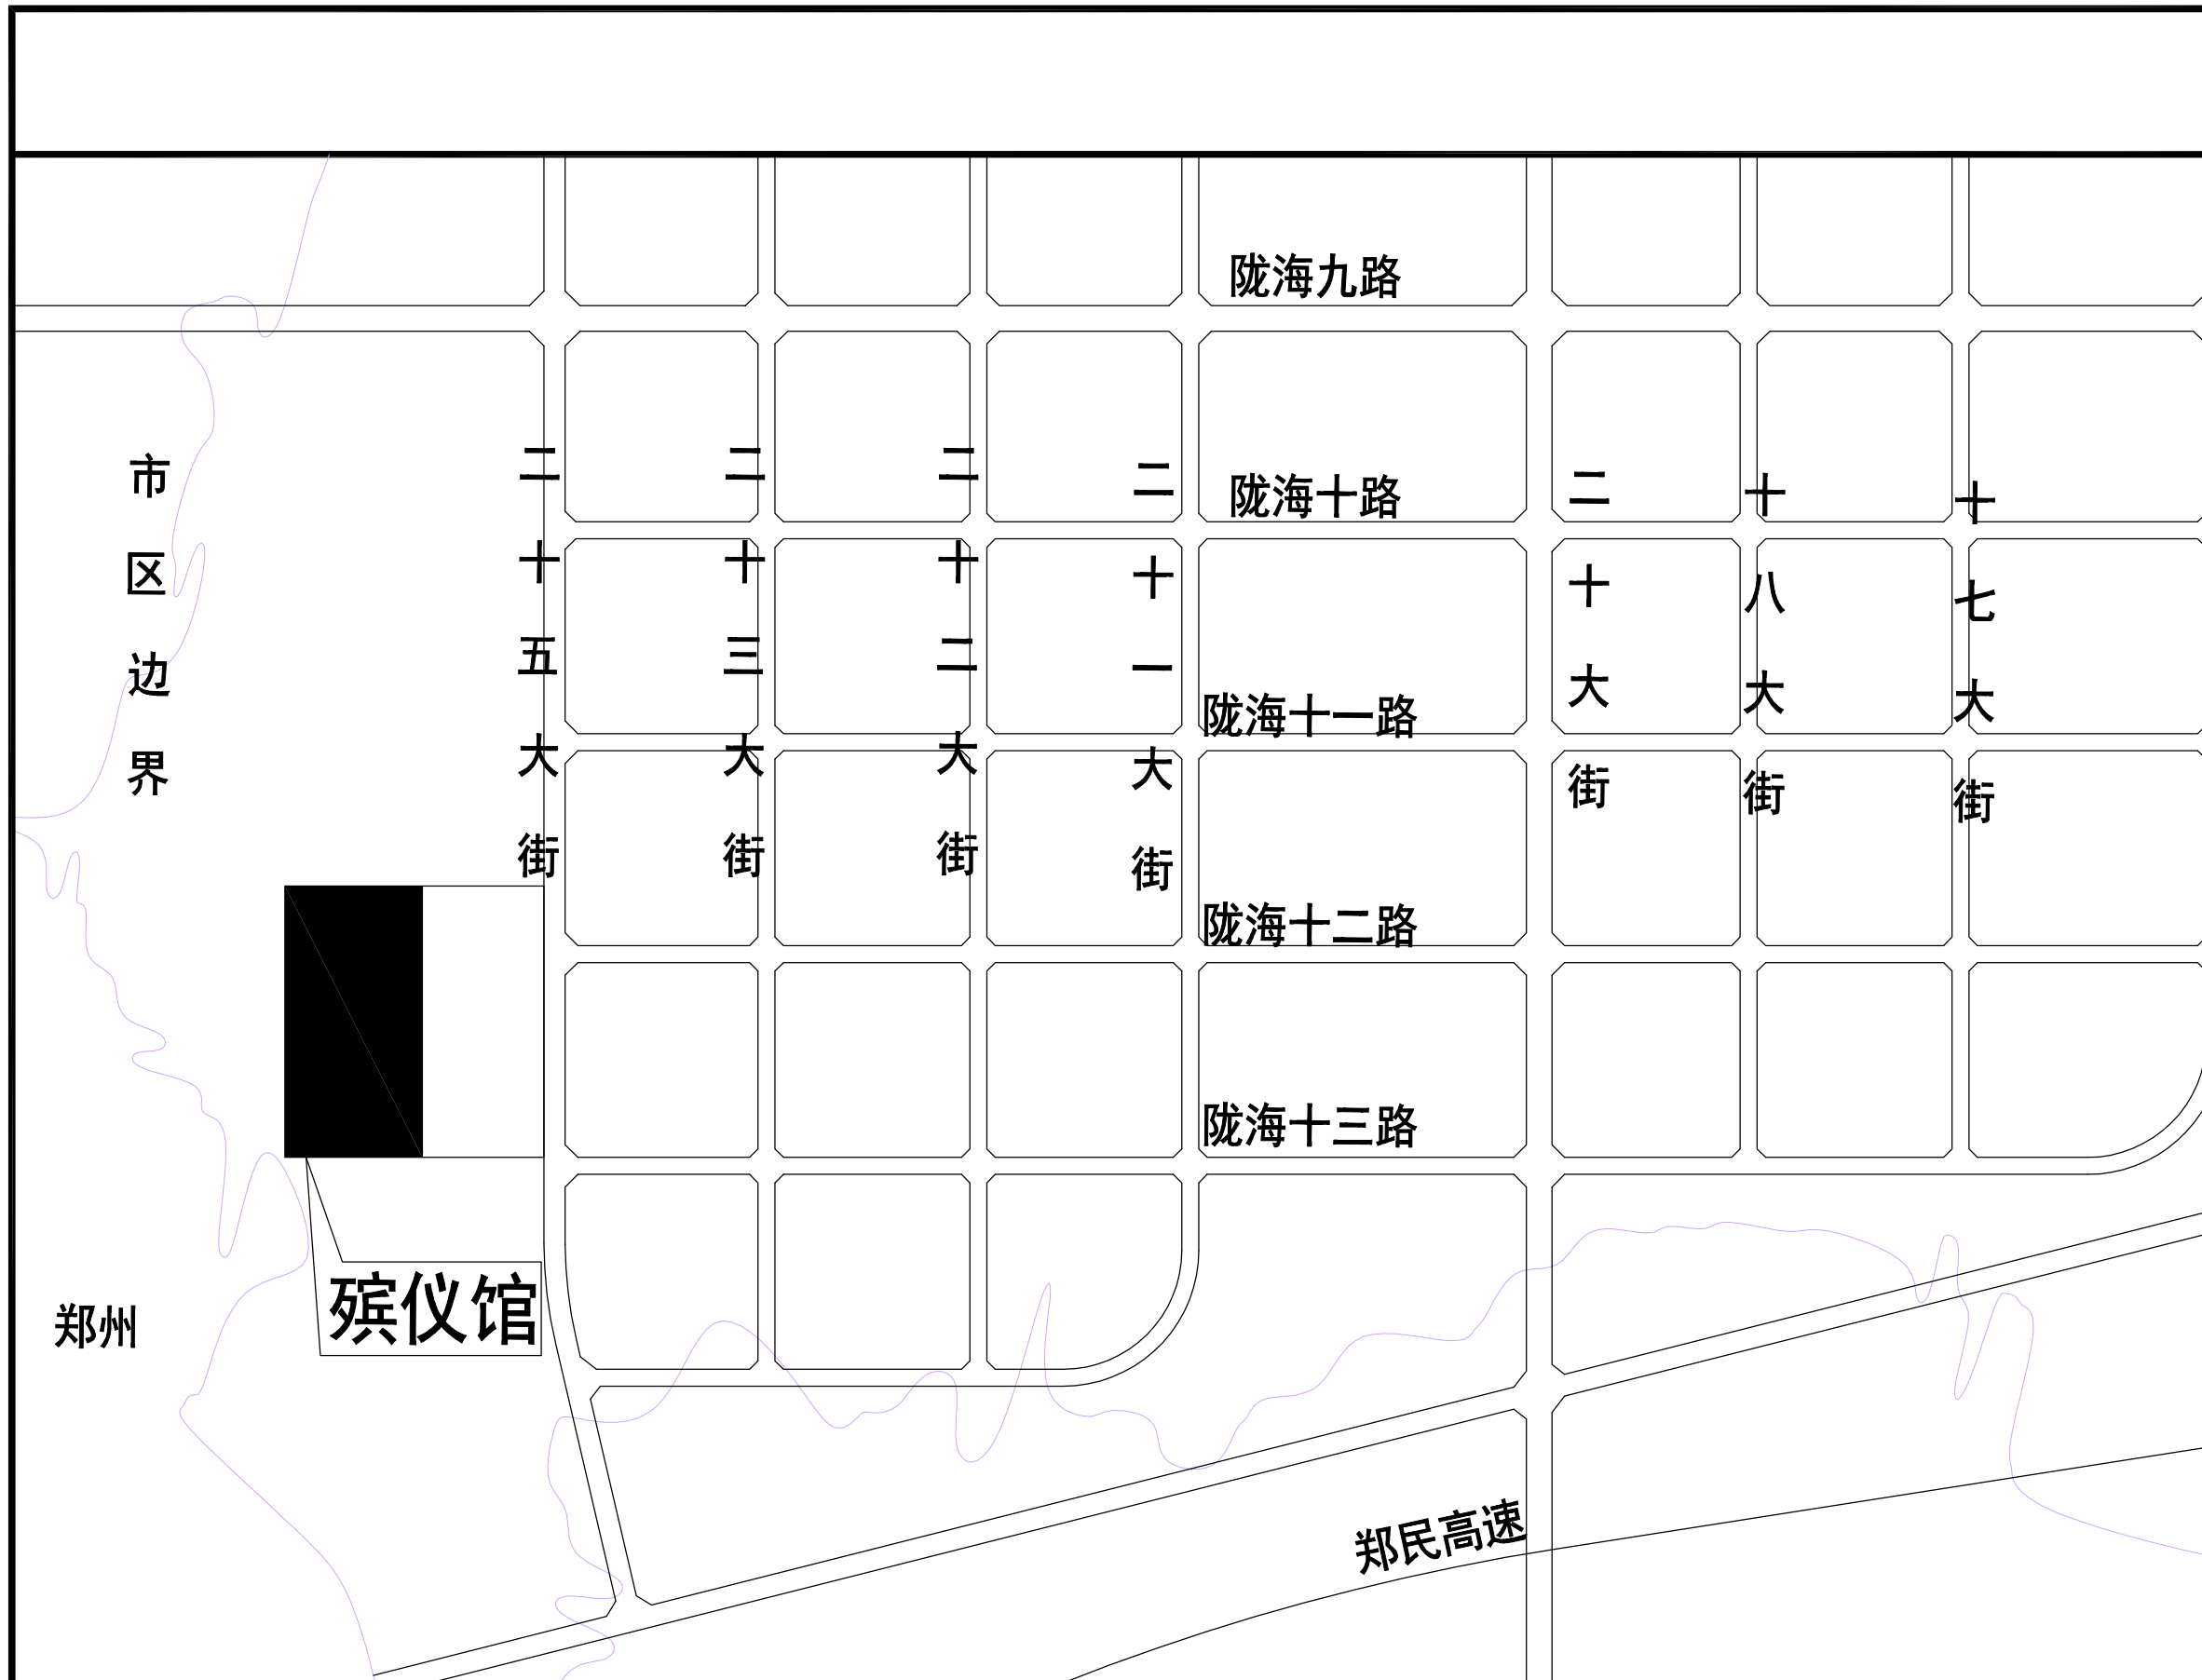 陇海九路
陇海十路
陇海十一路
陇海十二路
陇海十三路
市区边界
二十五大街
二十三大街
二十二大街
二十一大街
二十大街
十八大街
十七大街
殡仪馆
郑州
郑民高速